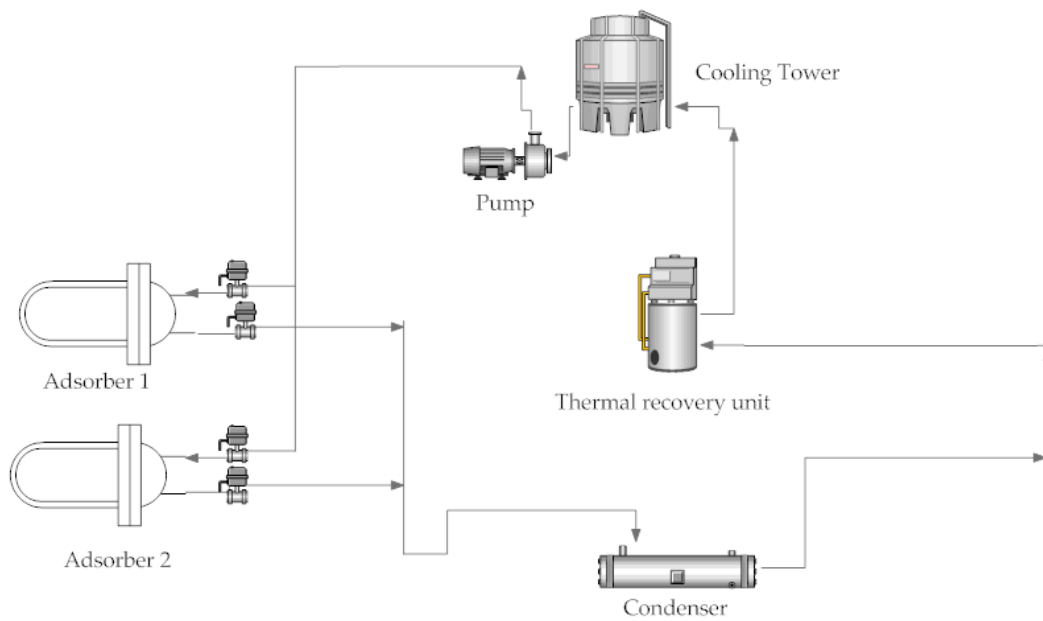 Cooling Tower
Pump
Adsorber 1
Thermal recovery unit
Adsorber 2
Condenser